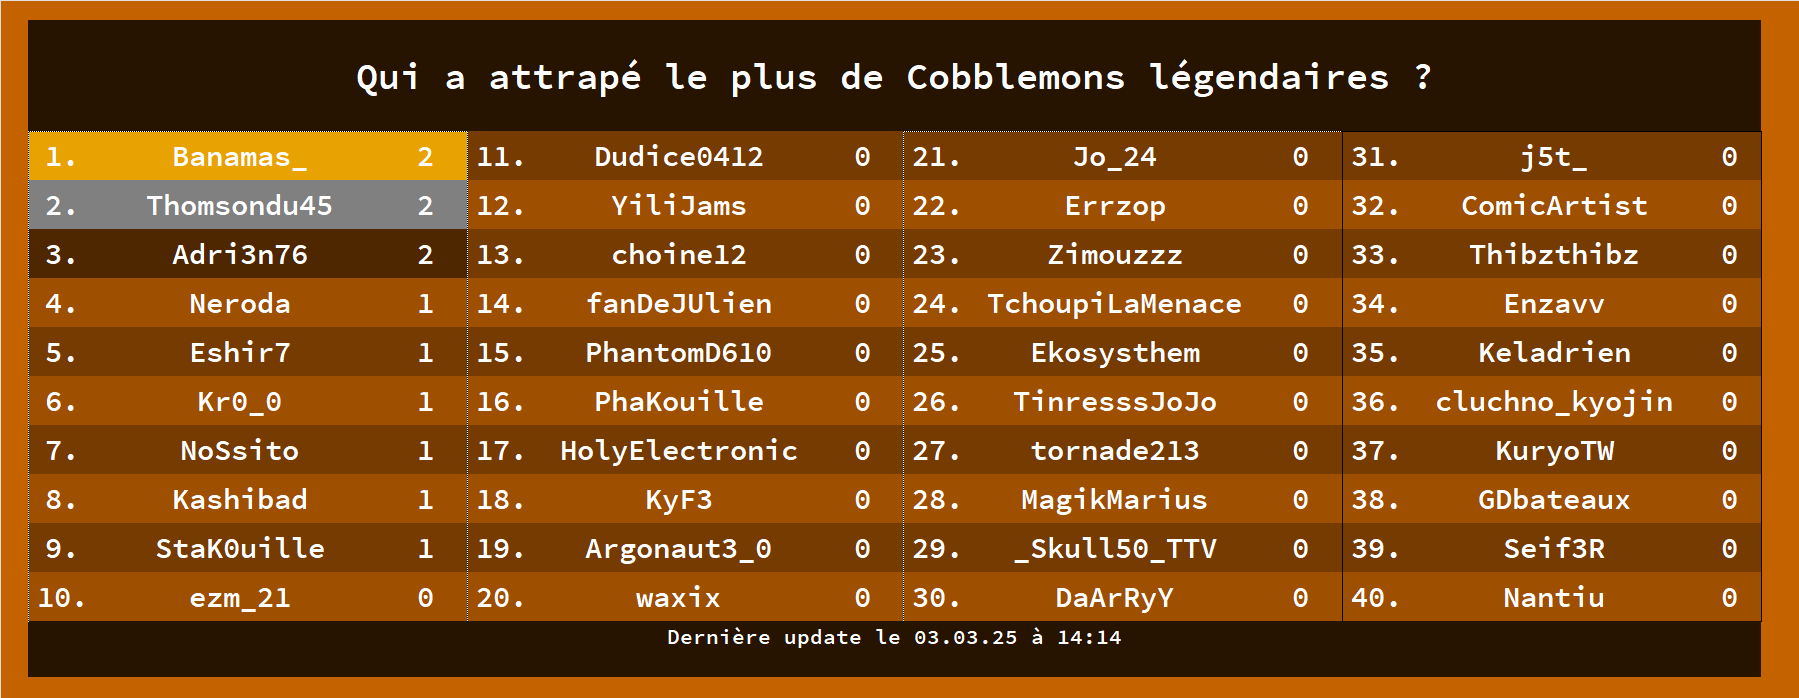 Qui a attrapé le plus de Cobblemons légendaires ?
1. Banamas_ 2
2. Thomsondu45 2
3. Adri3n76 2
4. Neroda 1
5. Eshir7 1
6. Kr0_0 1
7. NoSsito 1
8. Kashibad 1
9. StaK0uille 1
10. ezm_21 0
11. Dudice0412 0
12. YiliJams 0
13. choine12 0
14. fanDeJUlien 0
15. PhantomD610 0
16. PhaKouille 0
17. HolyElectronic 0
18. KyF3 0
19. Argonaut3_0 0
20. waxix 0
21. Jo_24 0
22. Errzop 0
23. Zimouzzz 0
24. TchoupiLaMenace 0
25. Ekosysthem 0
26. TinresssJoJo 0
27. tornade213 0
28. MagikMarius 0
29. _Skull50_TTV 0
30. DaArRyY 0
31. j5t_ 0
32. ComicArtist 0
33. Thibzthibz 0
34. Enzavv 0
35. Keladrien 0
36. cluchno_kyojin 0
37. KuryoTW 0
38. GDbateaux 0
39. Seif3R 0
40. Nantiu 0
Dernière update le 03.03.25 à 14:14